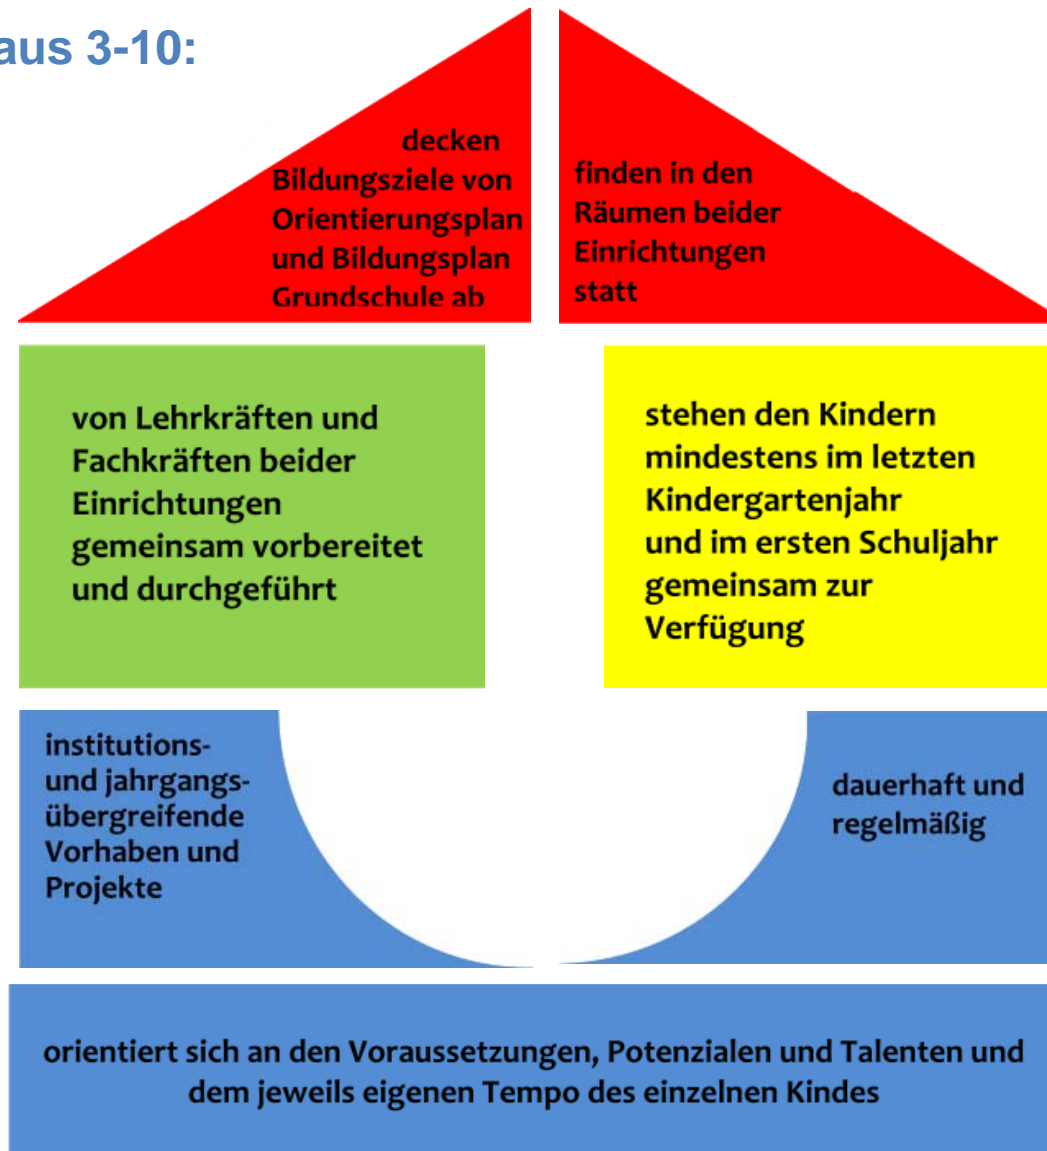 aus 3-10:
decken
Bildungsziele von
Orientierungsplan
und Bildungsplan
Grundschule ab
finden in den
Räumen beider
Einrichtungen
statt
von Lehrkräften und
Fachkräften beider
Einrichtungen
gemeinsam vorbereitet
und durchgeführt
stehen den Kindern
mindestens im letzten
Kindergartenjahr
und im ersten Schuljahr
gemeinsam zur
Verfügung
institutions-
und jahrgangs-
übergreifende
Vorhaben und
Projekte
dauerhaft und
regelmäßig
orientiert sich an den Voraussetzungen, Potenzialen und Talenten und
dem jeweils eigenen Tempo des einzelnen Kindes